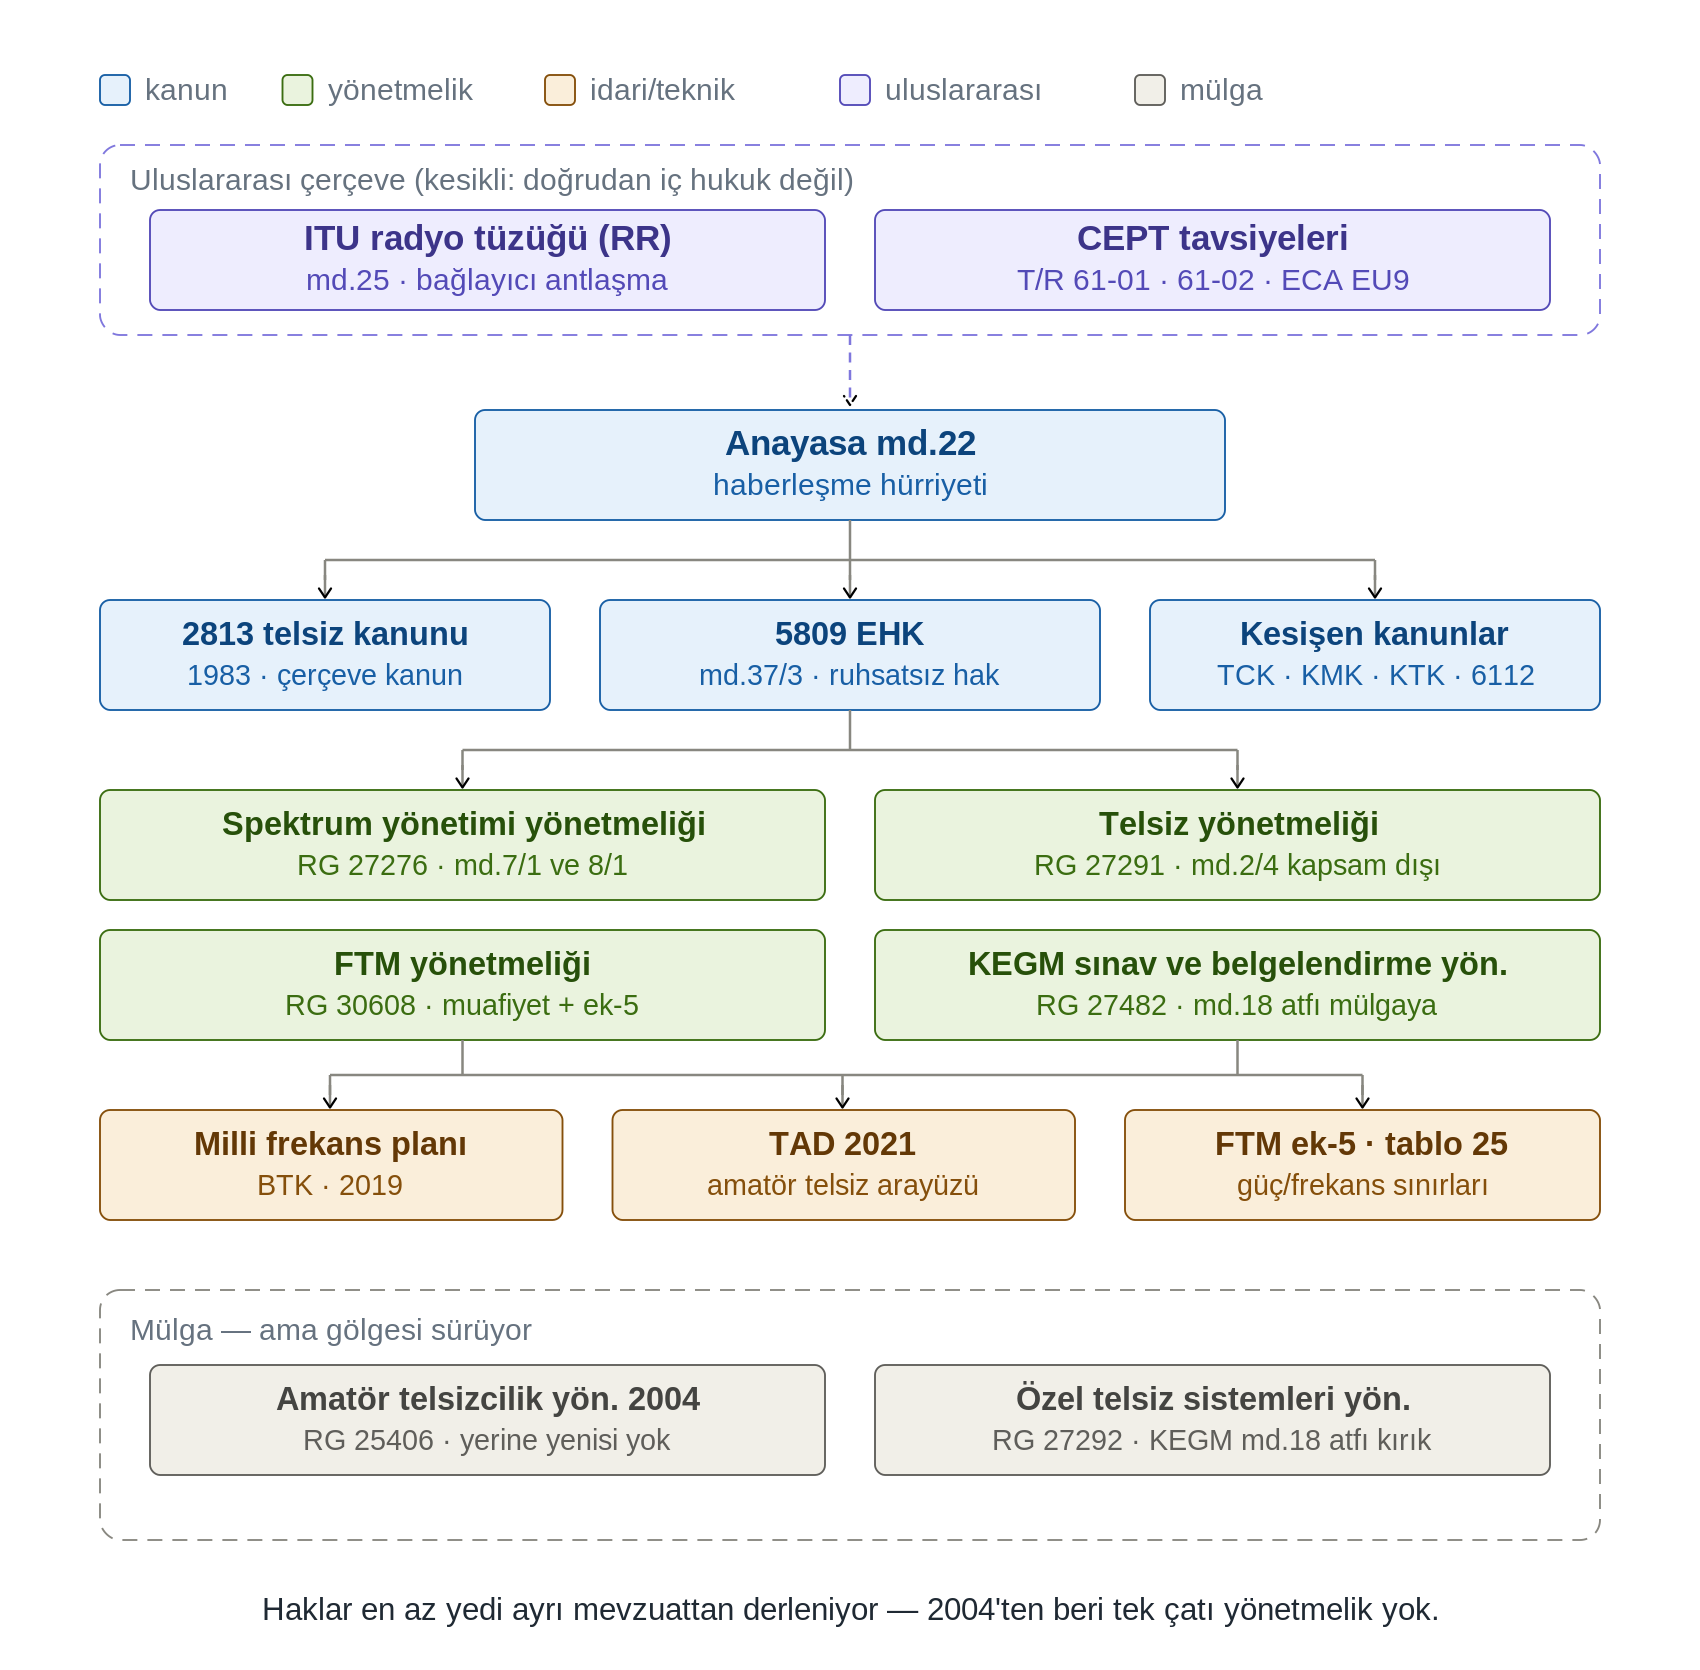 kanun
yönetmelik
idari/teknik
uluslararası
mülga
Uluslararası çerçeve (kesikli: doğrudan iç hukuk değil)
ITU radyo tüzüğü (RR)
md.25 · bağlayıcı antlaşma
CEPT tavsiyeleri
T/R 61-01 · 61-02 · ECA EU9
Anayasa md.22
haberleşme hürriyeti
2813 telsiz kanunu
1983 · çerçeve kanun
5809 EHK
md.37/3 · ruhsatsız hak
Kesişen kanunlar
TCK · KMK · KTK · 6112
Spektrum yönetimi yönetmeliği
RG 27276 · md.7/1 ve 8/1
Telsiz yönetmeliği
RG 27291 · md.2/4 kapsam dışı
FTM yönetmeliği
RG 30608 · muafiyet + ek-5
KEGM sınav ve belgelendirme yön.
RG 27482 · md.18 atfı mülgaya
Milli frekans planı
BTK · 2019
TAD 2021
amatör telsiz arayüzü
FTM ek-5 · tablo 25
güç/frekans sınırları
Mülga — ama gölgesi sürüyor
Amatör telsizcilik yön. 2004
RG 25406 · yerine yenisi yok
Özel telsiz sistemleri yön.
RG 27292 · KEGM md.18 atfı kırık
Haklar en az yedi ayrı mevzuattan derleniyor — 2004'ten beri tek çatı yönetmelik yok.